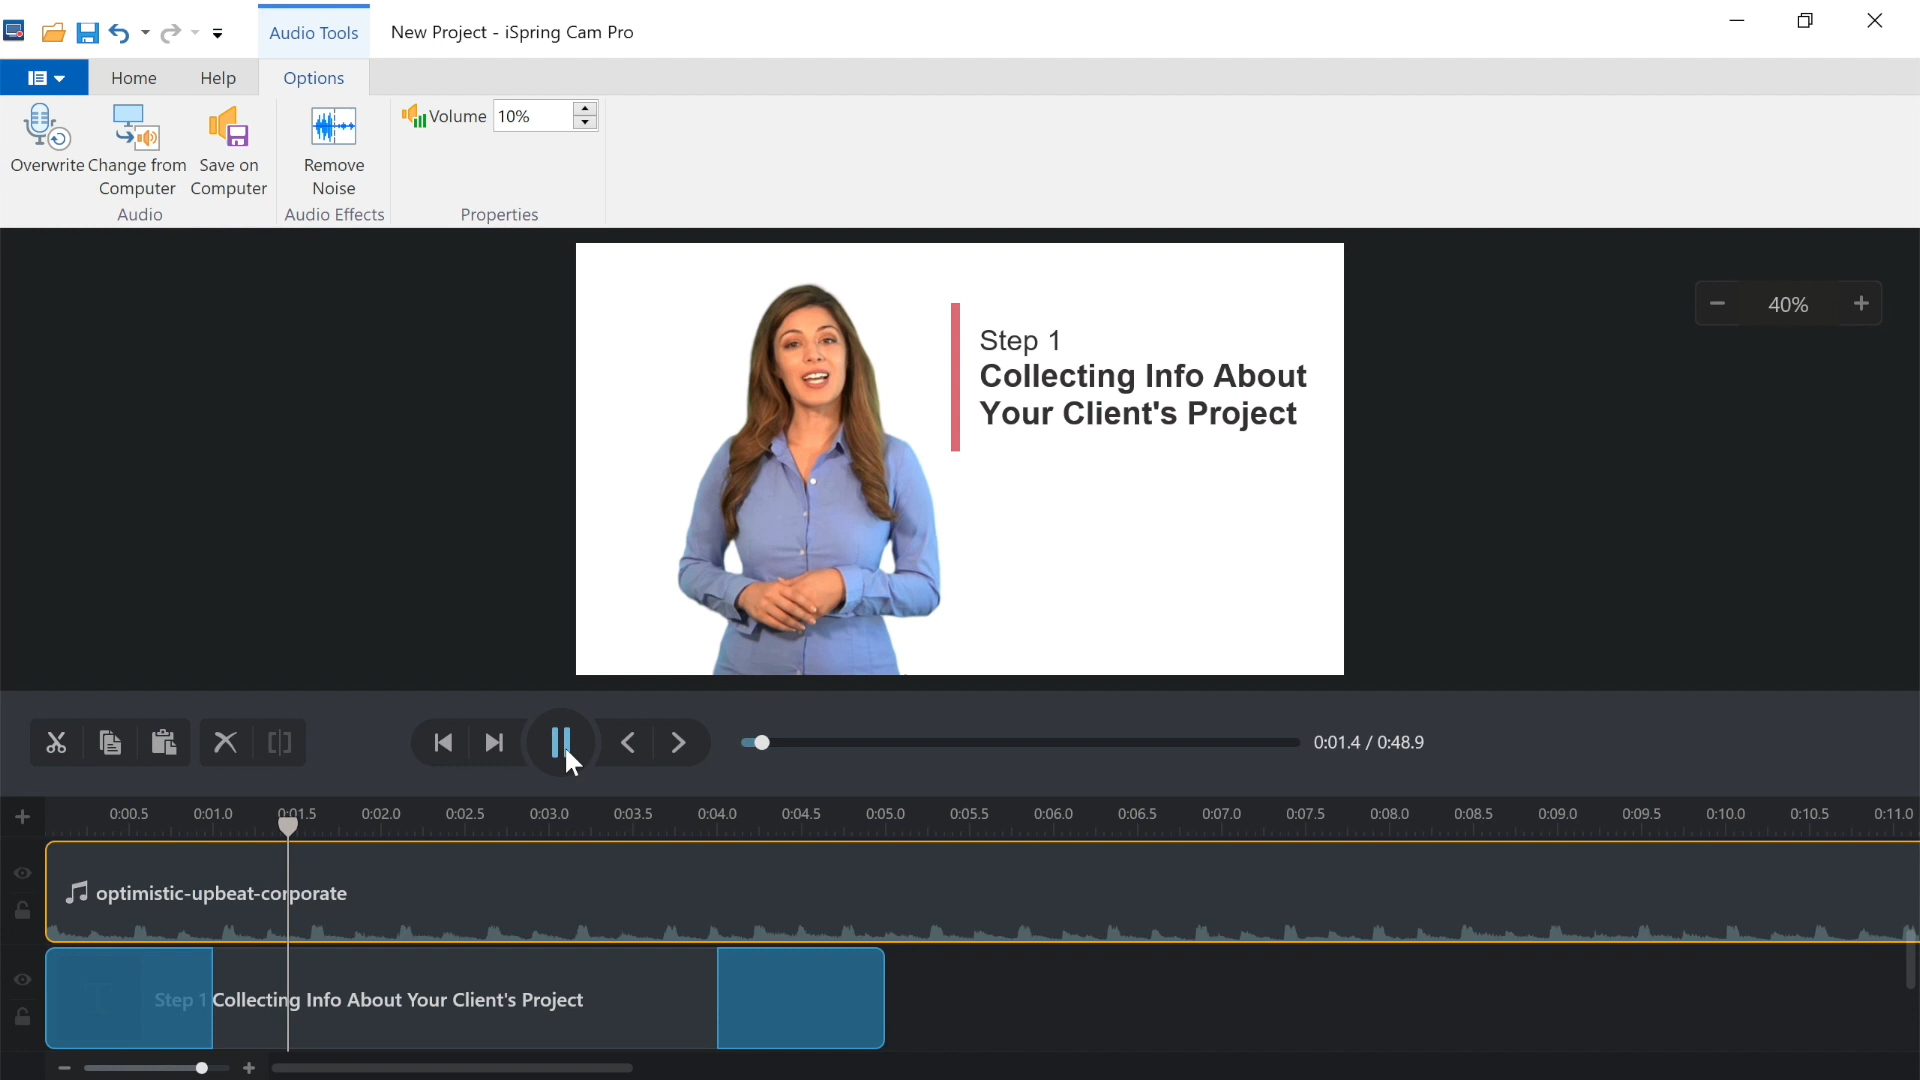 Audio Tools
New Project - iSpring Cam Pro
Home Help Options
Overwrite
Change from
Computer
Save on
Computer
Audio
Remove
Noise
Audio Effects
Volume 10%
Properties
Step 1
Collecting Info About
Your Client's Project
40%
0:01.4 / 0:48.9
0:00.5 0:01.0 0:01.5 0:02.0 0:02.5 0:03.0 0:03.5 0:04.0 0:04.5 0:05.0 0:05.5 0:06.0 0:06.5 0:07.0 0:07.5 0:08.0 0:08.5 0:09.0 0:09.5 0:10.0 0:10.5 0:11.0
optimistic-upbeat-corporate
Step 1 Collecting Info About Your Client's Project